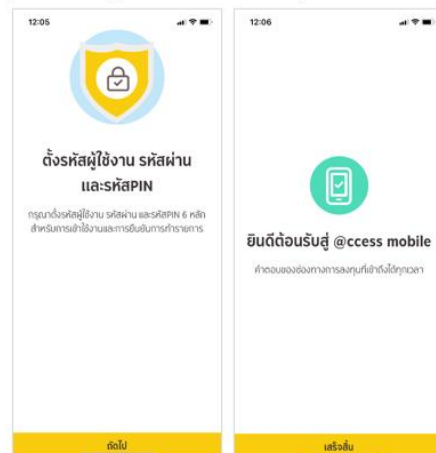 12:05
ตั้งรหัสผู้ใช้งาน รหัสผ่าน
และรหัสPIN
กรุณาตั้งรหัสผู้ใช้งาน รหัสผ่าน และรหัสPIN 6 หลัก
สำหรับการเข้าใช้งานและการยืนยันการทำรายการ
ถัดไป
12:06
ยินดีต้อนรับสู่ @ccess mobile
คำตอบของช่องทางการลงทุนที่เข้าถึงได้ทุกเวลา
เสร็จสิ้น